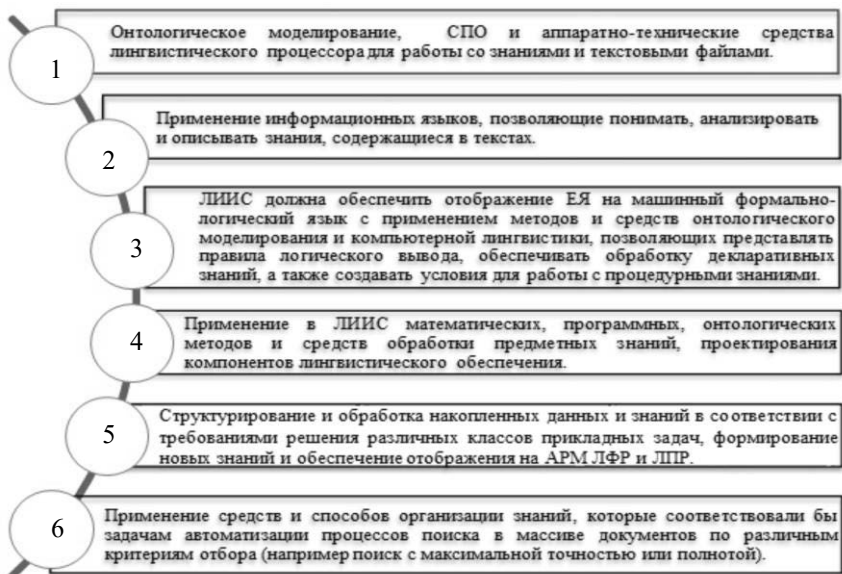 1
Онтологическое моделирование, СПО и аппаратно-технические средства
лингвистического процессора для работы со знаниями и текстовыми файлами.
2
Применение информационных языков, позволяющие понимать, анализировать
и описывать знания, содержащиеся в текстах.
3
ЛИИС должна обеспечить отображение ЕЯ на машинный формально-
логический язык с применением методов и средств онтологического
моделирования и компьютерной лингвистики, позволяющих представлять
правила логического вывода, обеспечивать обработку декларативных
знаний, а также создавать условия для работы с процедурными знаниями.
4
Применение в ЛИИС математических, программных, онтологических
методов и средств обработки предметных знаний, проектирования
компонентов лингвистического обеспечения.
5
Структурирование и обработка накопленных данных и знаний в соответствии с
требованиями решения различных классов прикладных задач, формирование
новых знаний и обеспечение отображения на АРМ ЛФР и ЛПР.
6
Применение средств и способов организации знаний, которые соответствовали бы
задачам автоматизации процессов поиска в массиве документов по различным
критериям отбора (например поиск с максимальной точностью или полнотой).